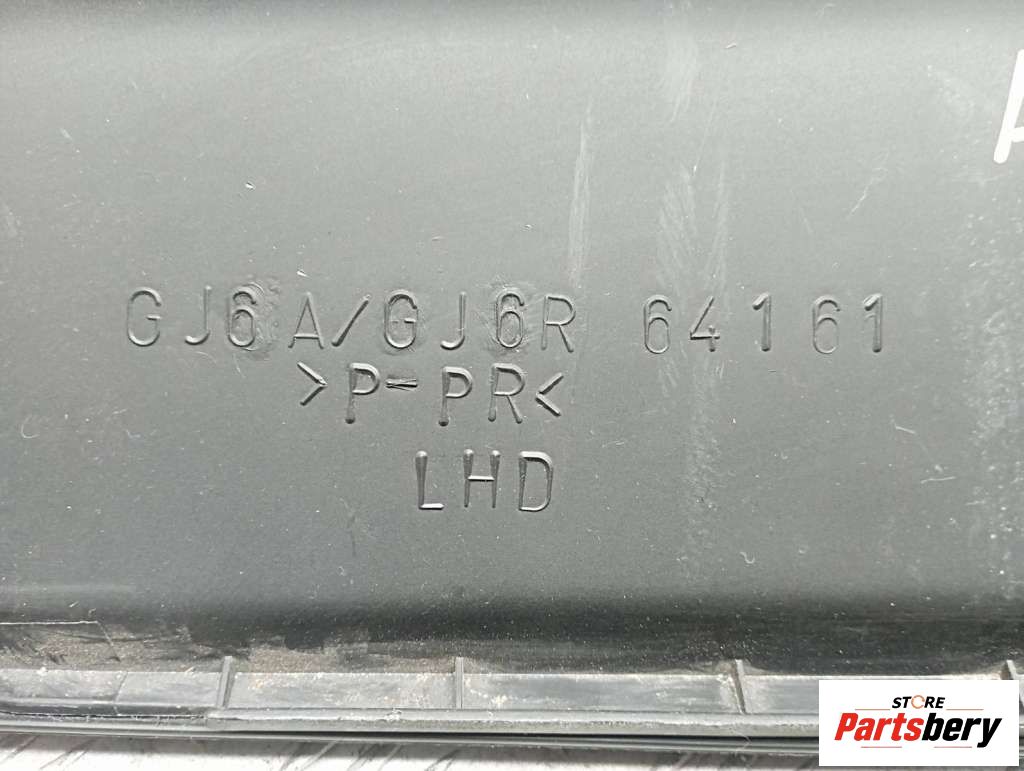 GJ6A/GJ6R 64161
>P-PR<
LHD
STORE
Partsbery